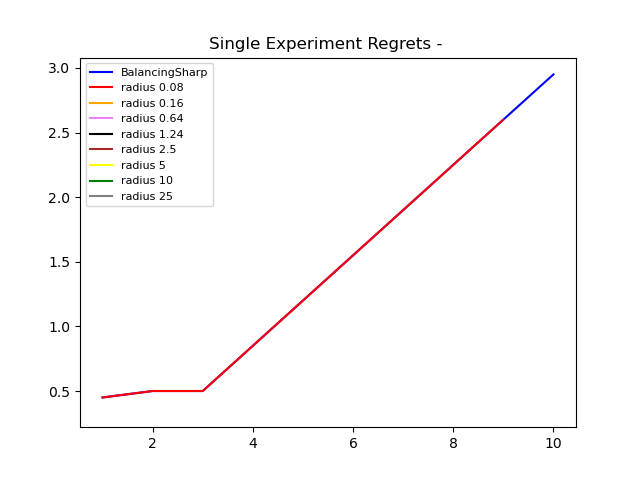 Single Experiment Regrets -
3.0
2.5
2.0
1.5
1.0
0.5
BalancingSharp
radius 0.08
radius 0.16
radius 0.64
radius 1.24
radius 2.5
radius 5
radius 10
radius 25
2 4 6 8 10